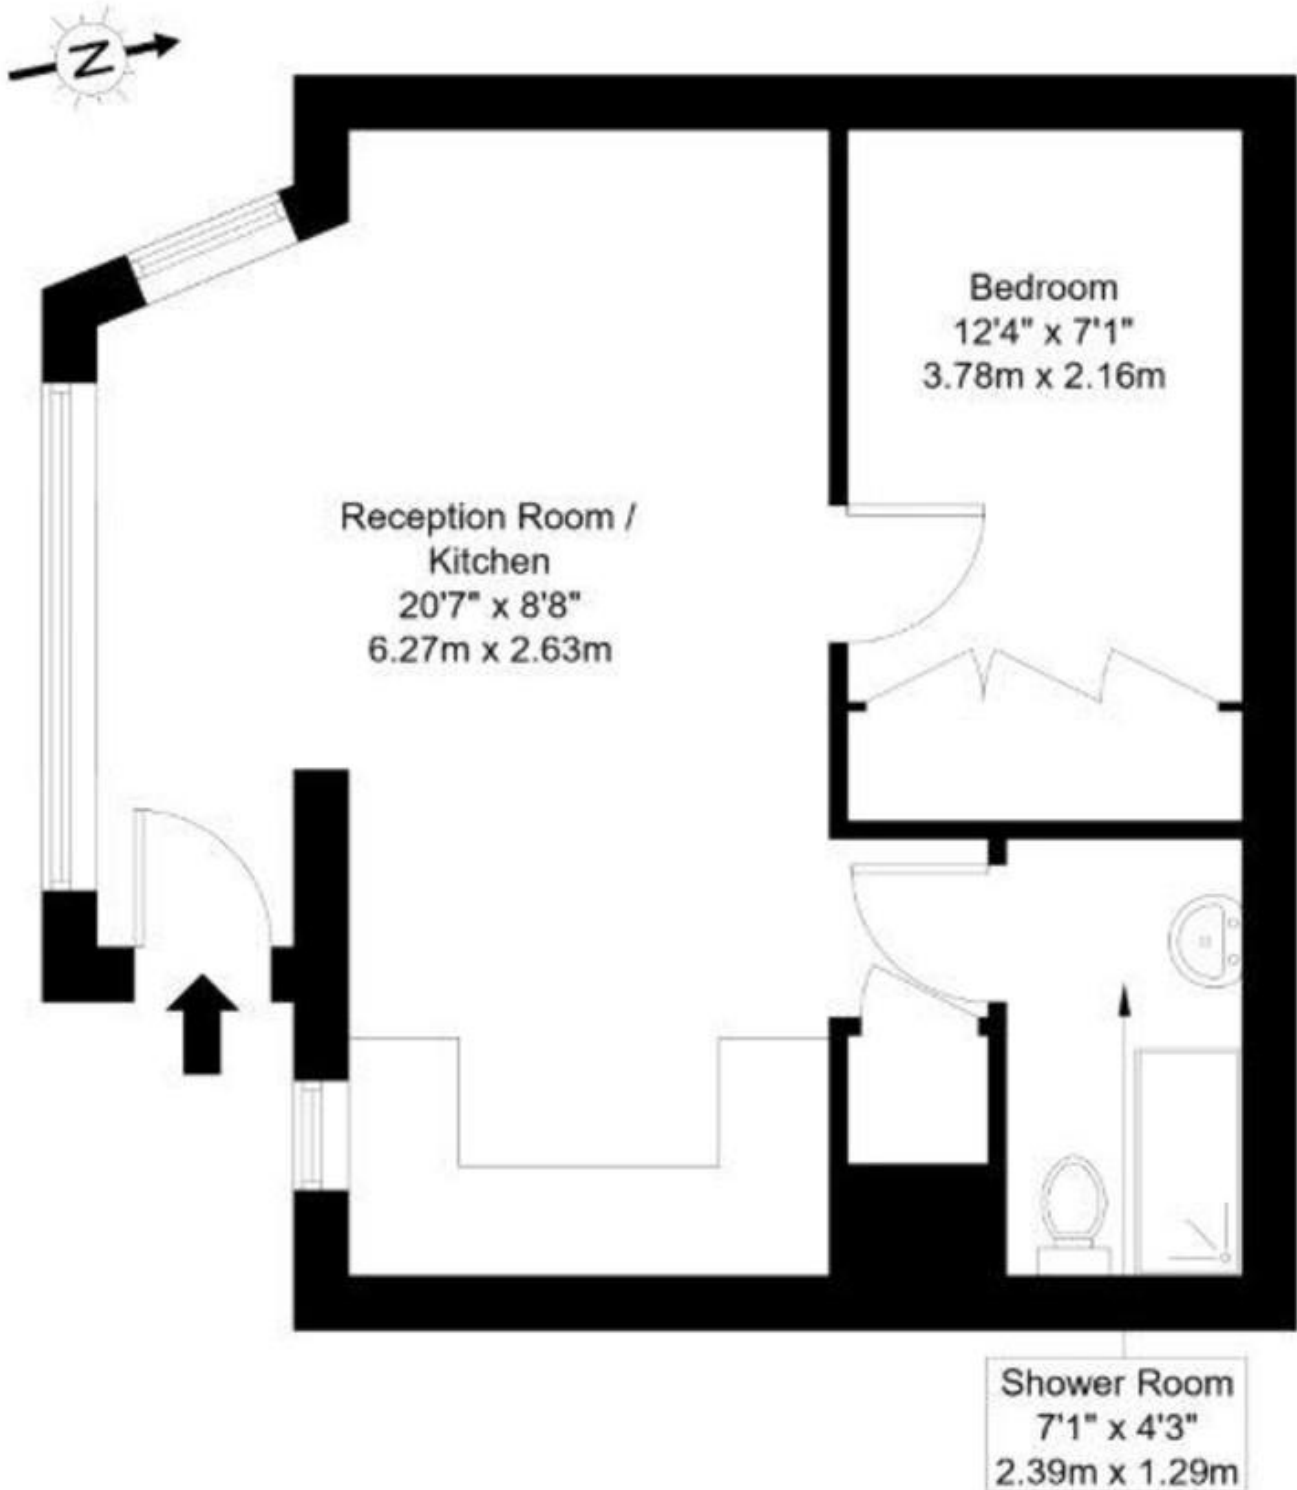 N
Bedroom
12'4" x 7'1"
3.78m x 2.16m
Reception Room /
Kitchen
20'7" x 8'8"
6.27m x 2.63m
Shower Room
7'1" x 4'3"
2.39m x 1.29m